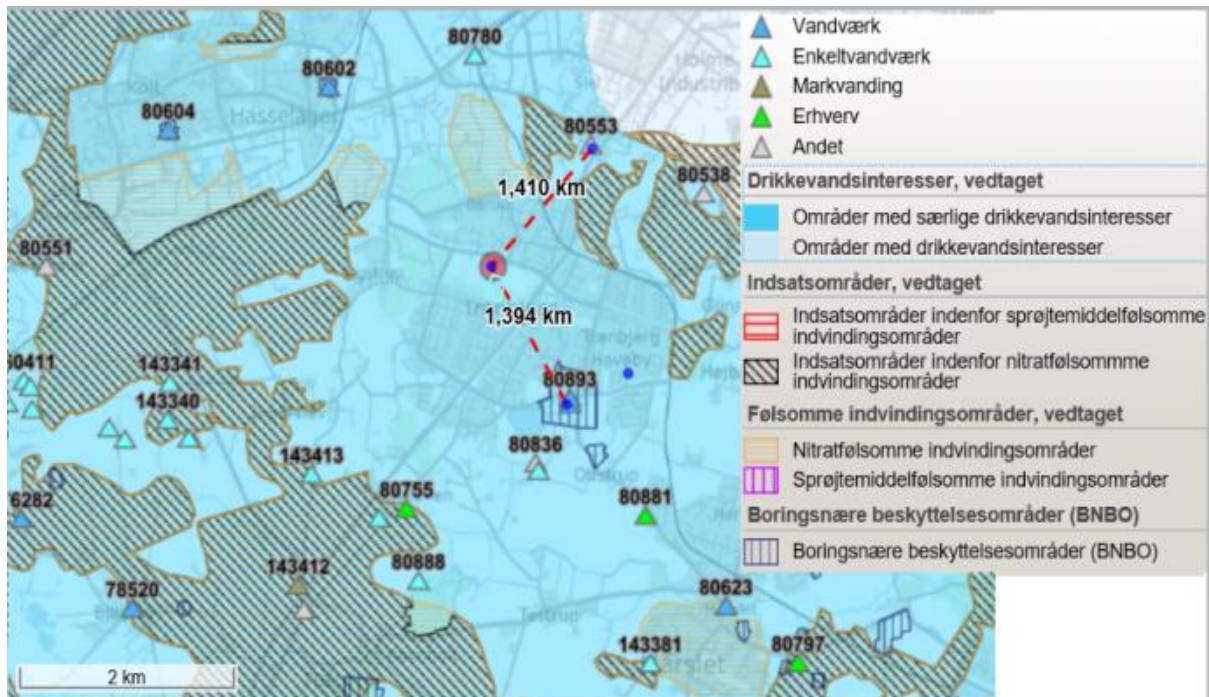 80780
80602
Hasselager
80604
80553
1,410 km
80538
80551
1,394 km
Tranbjerg
80893
143341
143340
80836
143413
80755
80881
80888
143412
78520
80623
Testrup
143381
80797
2 km
Vandværk
Enkeltvandværk
Markvanding
Erhverv
Andet
Drikkevandsinteresser, vedtaget
Områder med særlige drikkevandsinteresser
Områder med drikkevandsinteresser
Indsatsområder, vedtaget
Indsatsområder indenfor sprøjtemiddelfølsomme
indvindingsområder
Indsatsområder indenfor nitratfølsommme
indvindingsområder
Følsomme indvindingsområder, vedtaget
Nitratfølsomme indvindingsområder
Sprøjtemiddelfølsomme indvindingsområder
Boringsnære beskyttelsesområder (BNBO)
Boringsnære beskyttelsesområder (BNBO)